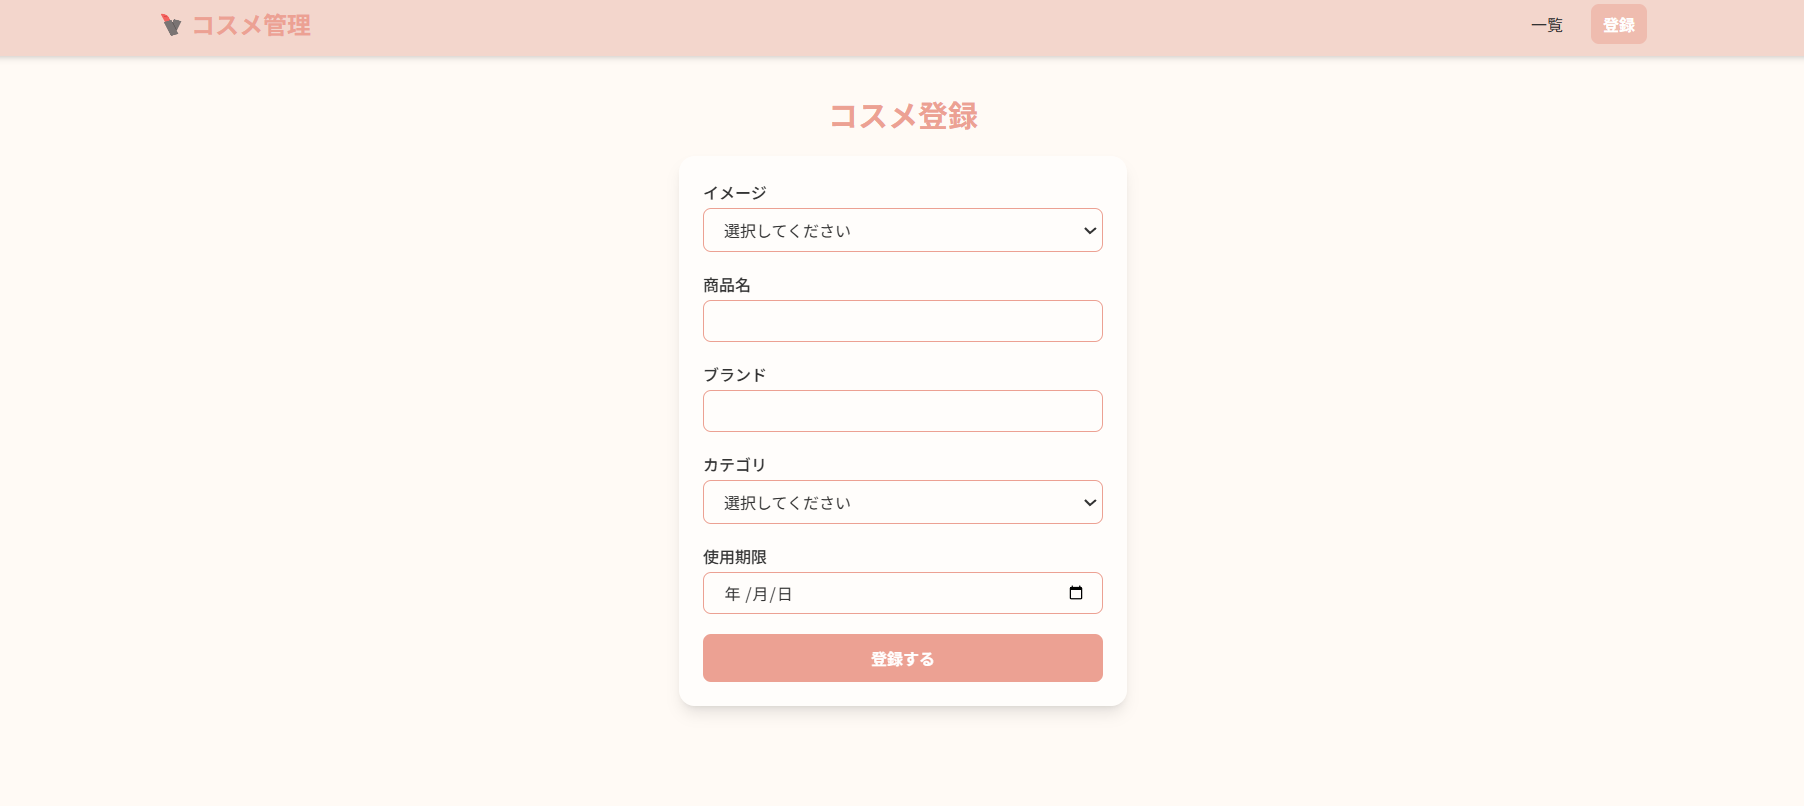 コスメ管理
一覧
登録
コスメ登録
イメージ
選択してください
商品名
ブランド
カテゴリ
選択してください
使用期限
年 /月/日
登録する